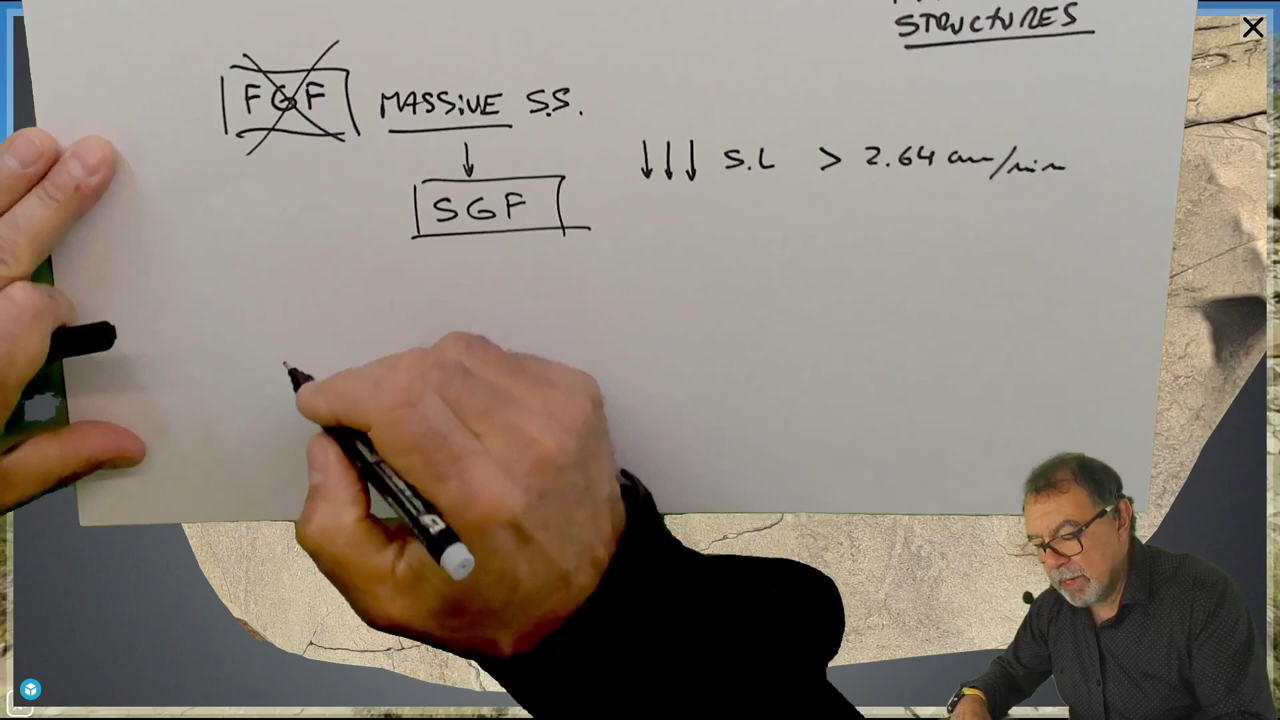 STRUCTURES
FGF MASSIVE S.S.
↓↓↓ S.L > 2.64 cm/min
SGF